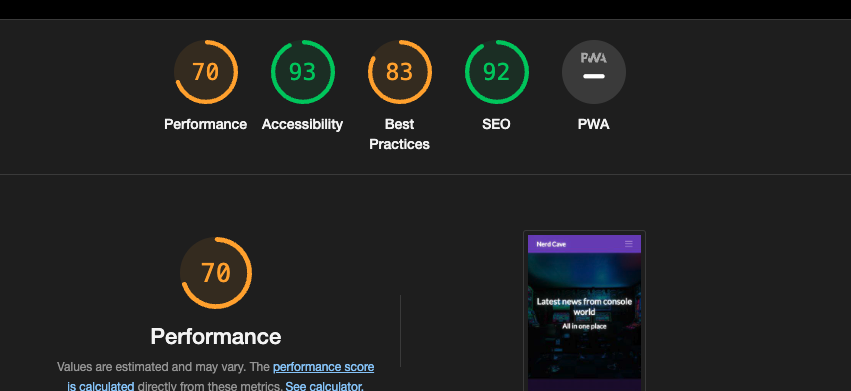 70
93
83
92
PWA
Performance
Accessibility
Best
Practices
SEO
PWA
70
Performance
Values are estimated and may vary. The performance score
is calculated directly from these metrics. See calculator.
Nerd Cave
Latest news from console
world
All in one place